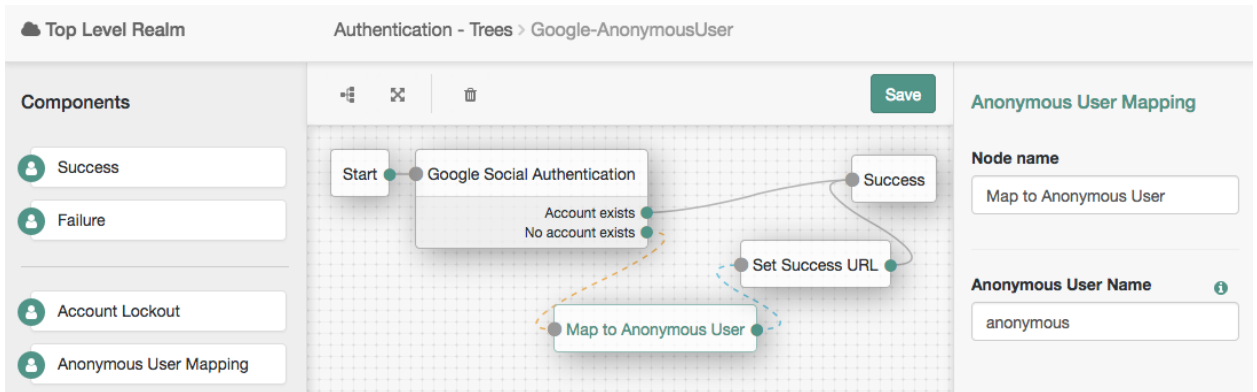 Top Level Realm
Authentication - Trees > Google-AnonymousUser
Components
Success
Failure
Account Lockout
Anonymous User Mapping
Save
Start
Google Social Authentication
Account exists
No account exists
Success
Set Success URL
Map to Anonymous User
Anonymous User Mapping
Node name
Map to Anonymous User
Anonymous User Name
anonymous